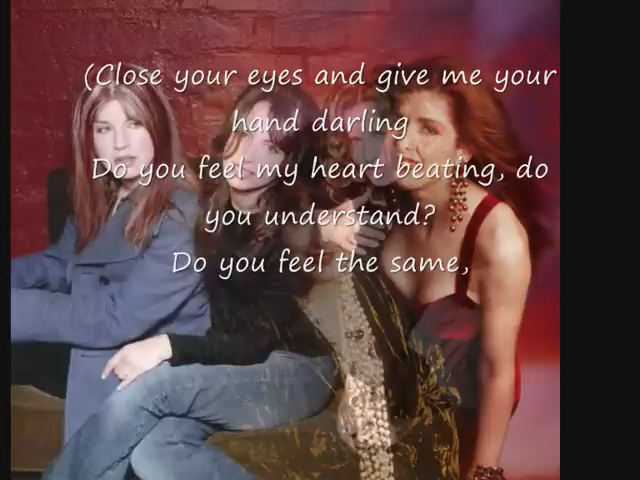 (Close your eyes and give me your
hand darling
Do you feel my heart beating, do
you understand?
Do you feel the same,